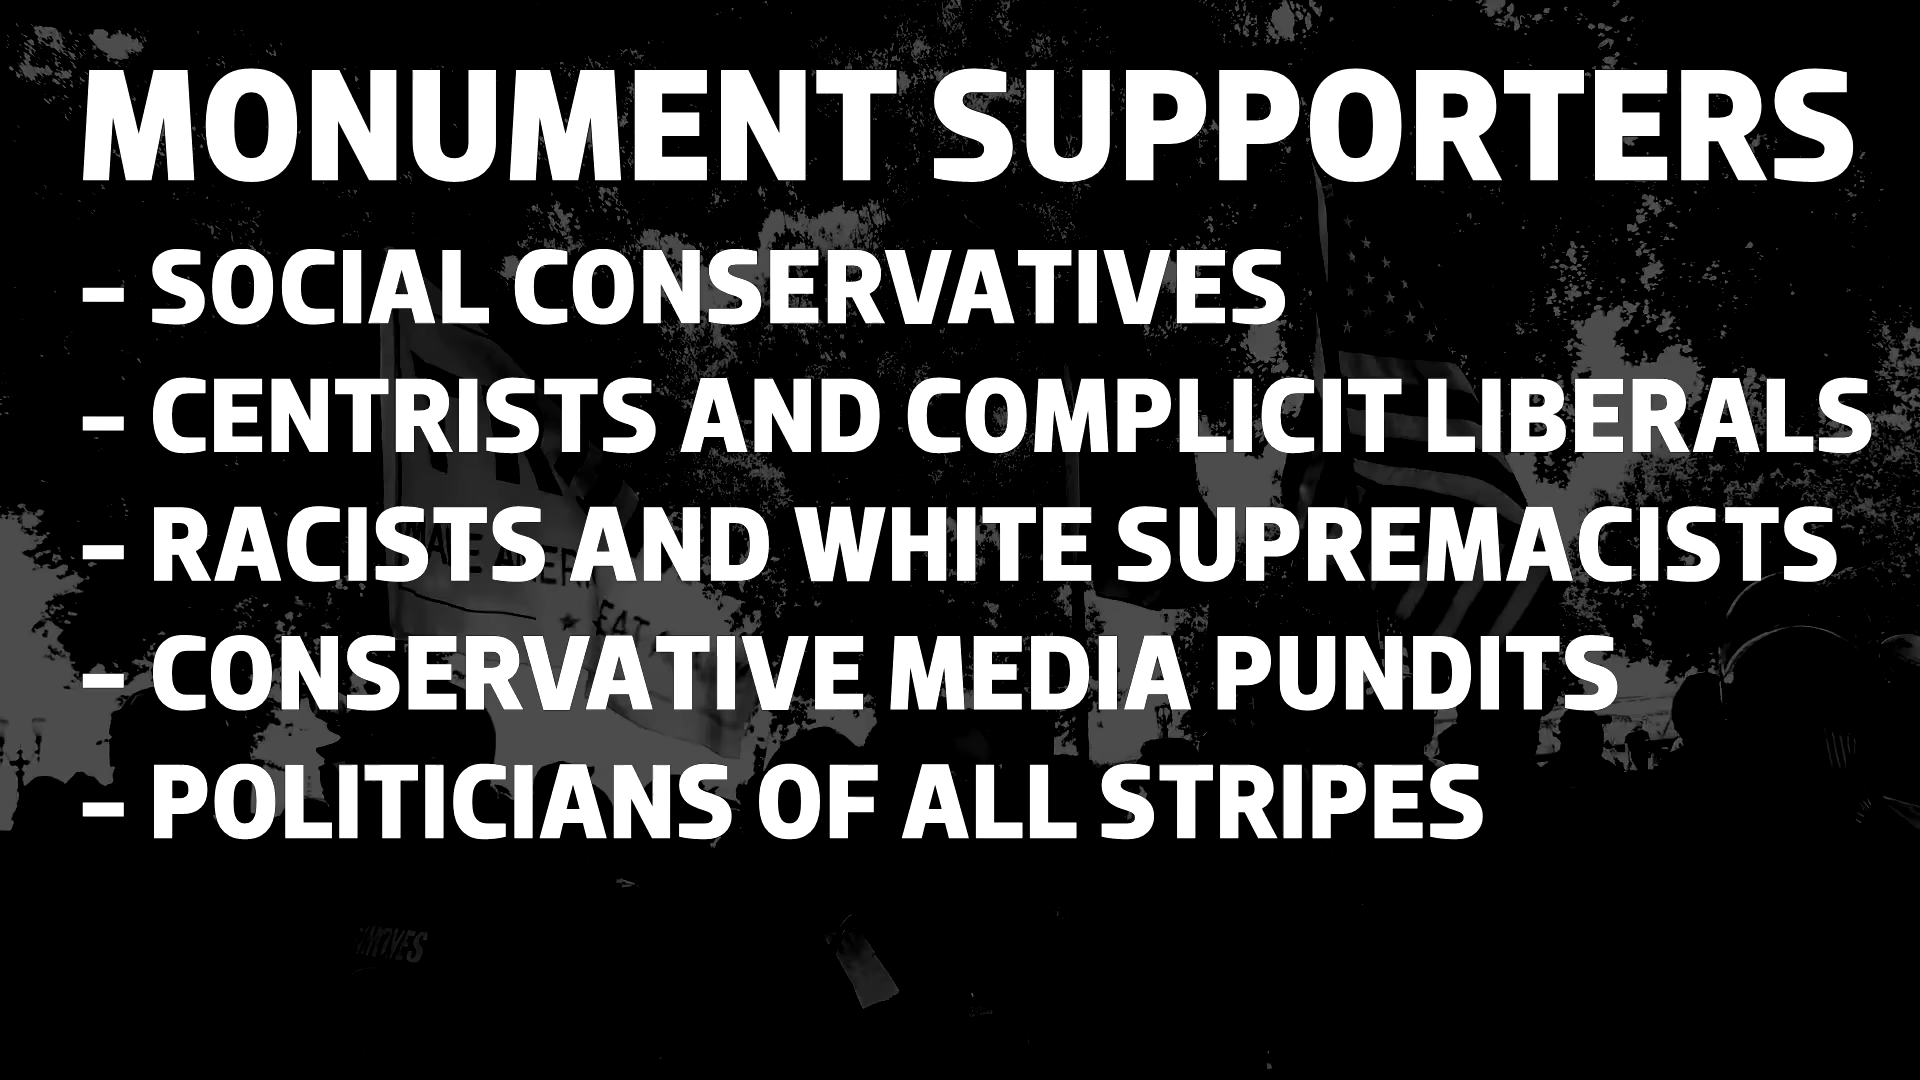 MONUMENT SUPPORTERS
– SOCIAL CONSERVATIVES
– CENTRISTS AND COMPLICIT LIBERALS
– RACISTS AND WHITE SUPREMACISTS
– CONSERVATIVE MEDIA PUNDITS
– POLITICIANS OF ALL STRIPES